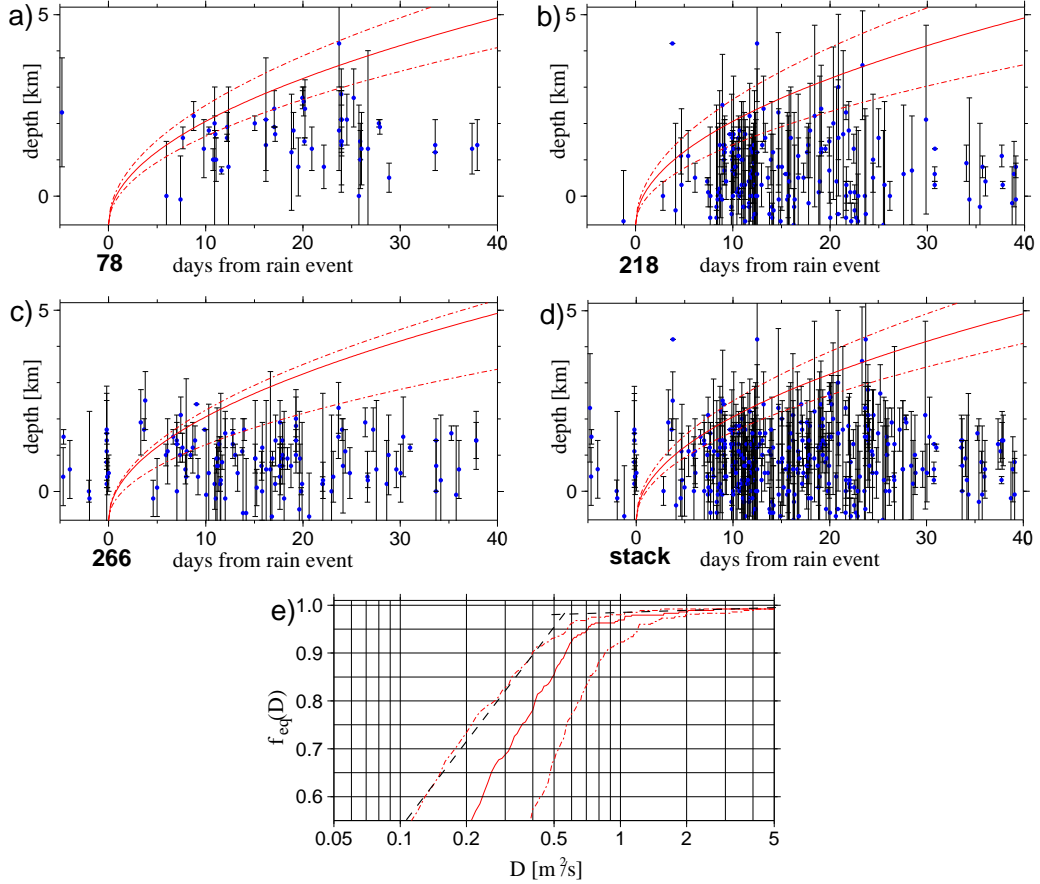 a)
5
depth [km]
0
0
10
20
30
40
78
days from rain event
b)
5
depth [km]
0
0
10
20
30
40
218
days from rain event
c)
5
depth [km]
0
0
10
20
30
40
266
days from rain event
d)
5
depth [km]
0
0
10
20
30
40
stack
days from rain event
e)
1.0
0.9
0.8
0.7
0.6
f_eq(D)
0.05
0.1
0.2
0.5
1
2
5
D [m²/s]